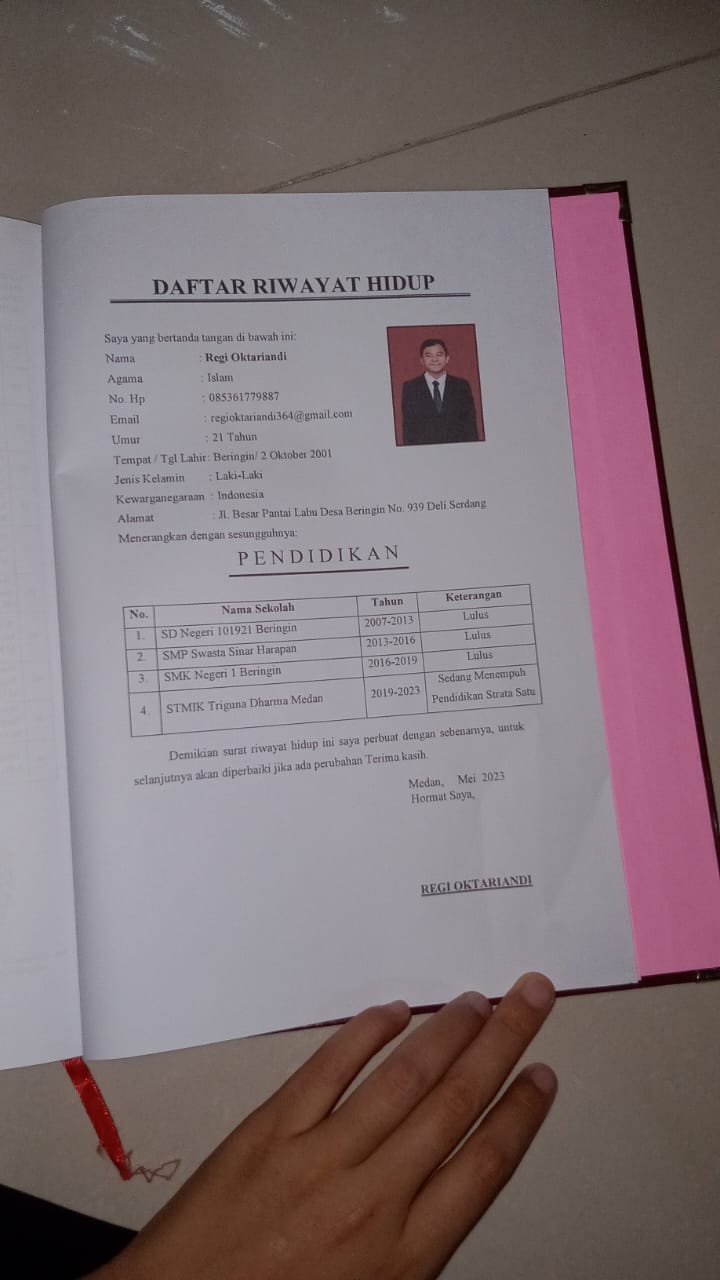 DAFTAR RIWAYAT HIDUP
Saya yang bertanda tangan di bawah ini:
Nama : Regi Oktariandi
Agama : Islam
No. Hp : 085361779887
Email : regioktariandi364@gmail.com
Umur : 21 Tahun
Tempat / Tgl Lahir: Beringin/ 2 Oktober 2001
Jenis Kelamin : Laki-Laki
Kewarganegaraan : Indonesia
Alamat : Jl. Besar Pantai Labu Desa Beringin No. 939 Deli Serdang
Menerangkan dengan sesungguhnya:
PENDIDIKAN
No. Nama Sekolah Tahun Keterangan
1. SD Negeri 101921 Beringin 2007-2013 Lulus
2. SMP Swasta Sinar Harapan 2013-2016 Lulus
3. SMK Negeri 1 Beringin 2016-2019 Lulus
4. STMIK Triguna Dharma Medan 2019-2023 Sedang Menempuh
Pendidikan Strata Satu
Demikian surat riwayat hidup ini saya perbuat dengan sebenarnya, untuk
selanjutnya akan diperbaiki jika ada perubahan Terima kasih.
Medan, Mei 2023
Hormat Saya,
REGI OKTARIANDI